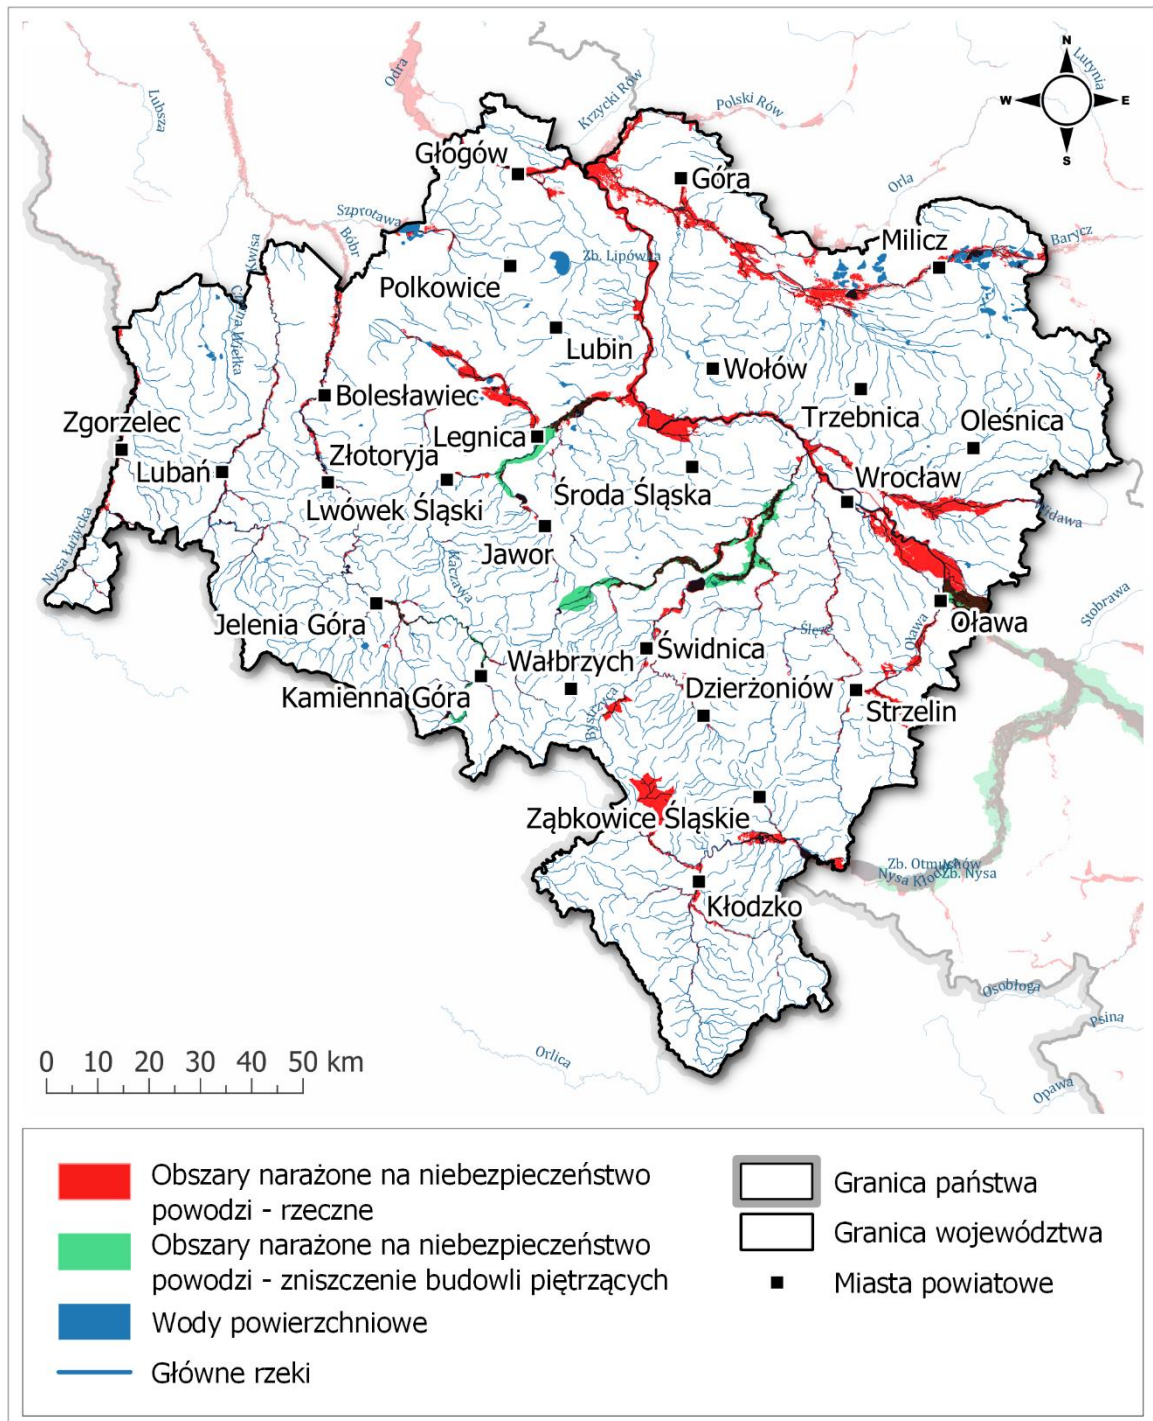 N
W
E
S
Lutynia
Odra
Lubsza
Krzycki Rów
Polski Rów
Głogów
Góra
Orla
Szprotawa
Bóbr
Kwisa
Milicz
Barycz
Zb. Lipówka
Polkowice
Lubin
Wołów
Bolesławiec
Trzebnica
Oleśnica
Zgorzelec
Legnica
Złotoryja
Lubań
Środa Śląska
Wrocław
Lwówek Śląski
Widawa
Jawor
Nysa Łużycka
Kaczawa
Stobrawa
Jelenia Góra
Ślęza
Oława
Oława
Wałbrzych
Świdnica
Kamienna Góra
Dzierżoniów
Bystrzyca
Strzelin
Ząbkowice Śląskie
Zb. Otmuchów
Nysa Kłodzka
Zb. Nysa
Kłodzko
Osobłoga
Psina
Orlica
Opawa
0 10 20 30 40 50 km
Obszary narażone na niebezpieczeństwo
powodzi - rzeczne
Obszary narażone na niebezpieczeństwo
powodzi - zniszczenie budowli piętrzących
Wody powierzchniowe
Główne rzeki
Granica państwa
Granica województwa
Miasta powiatowe